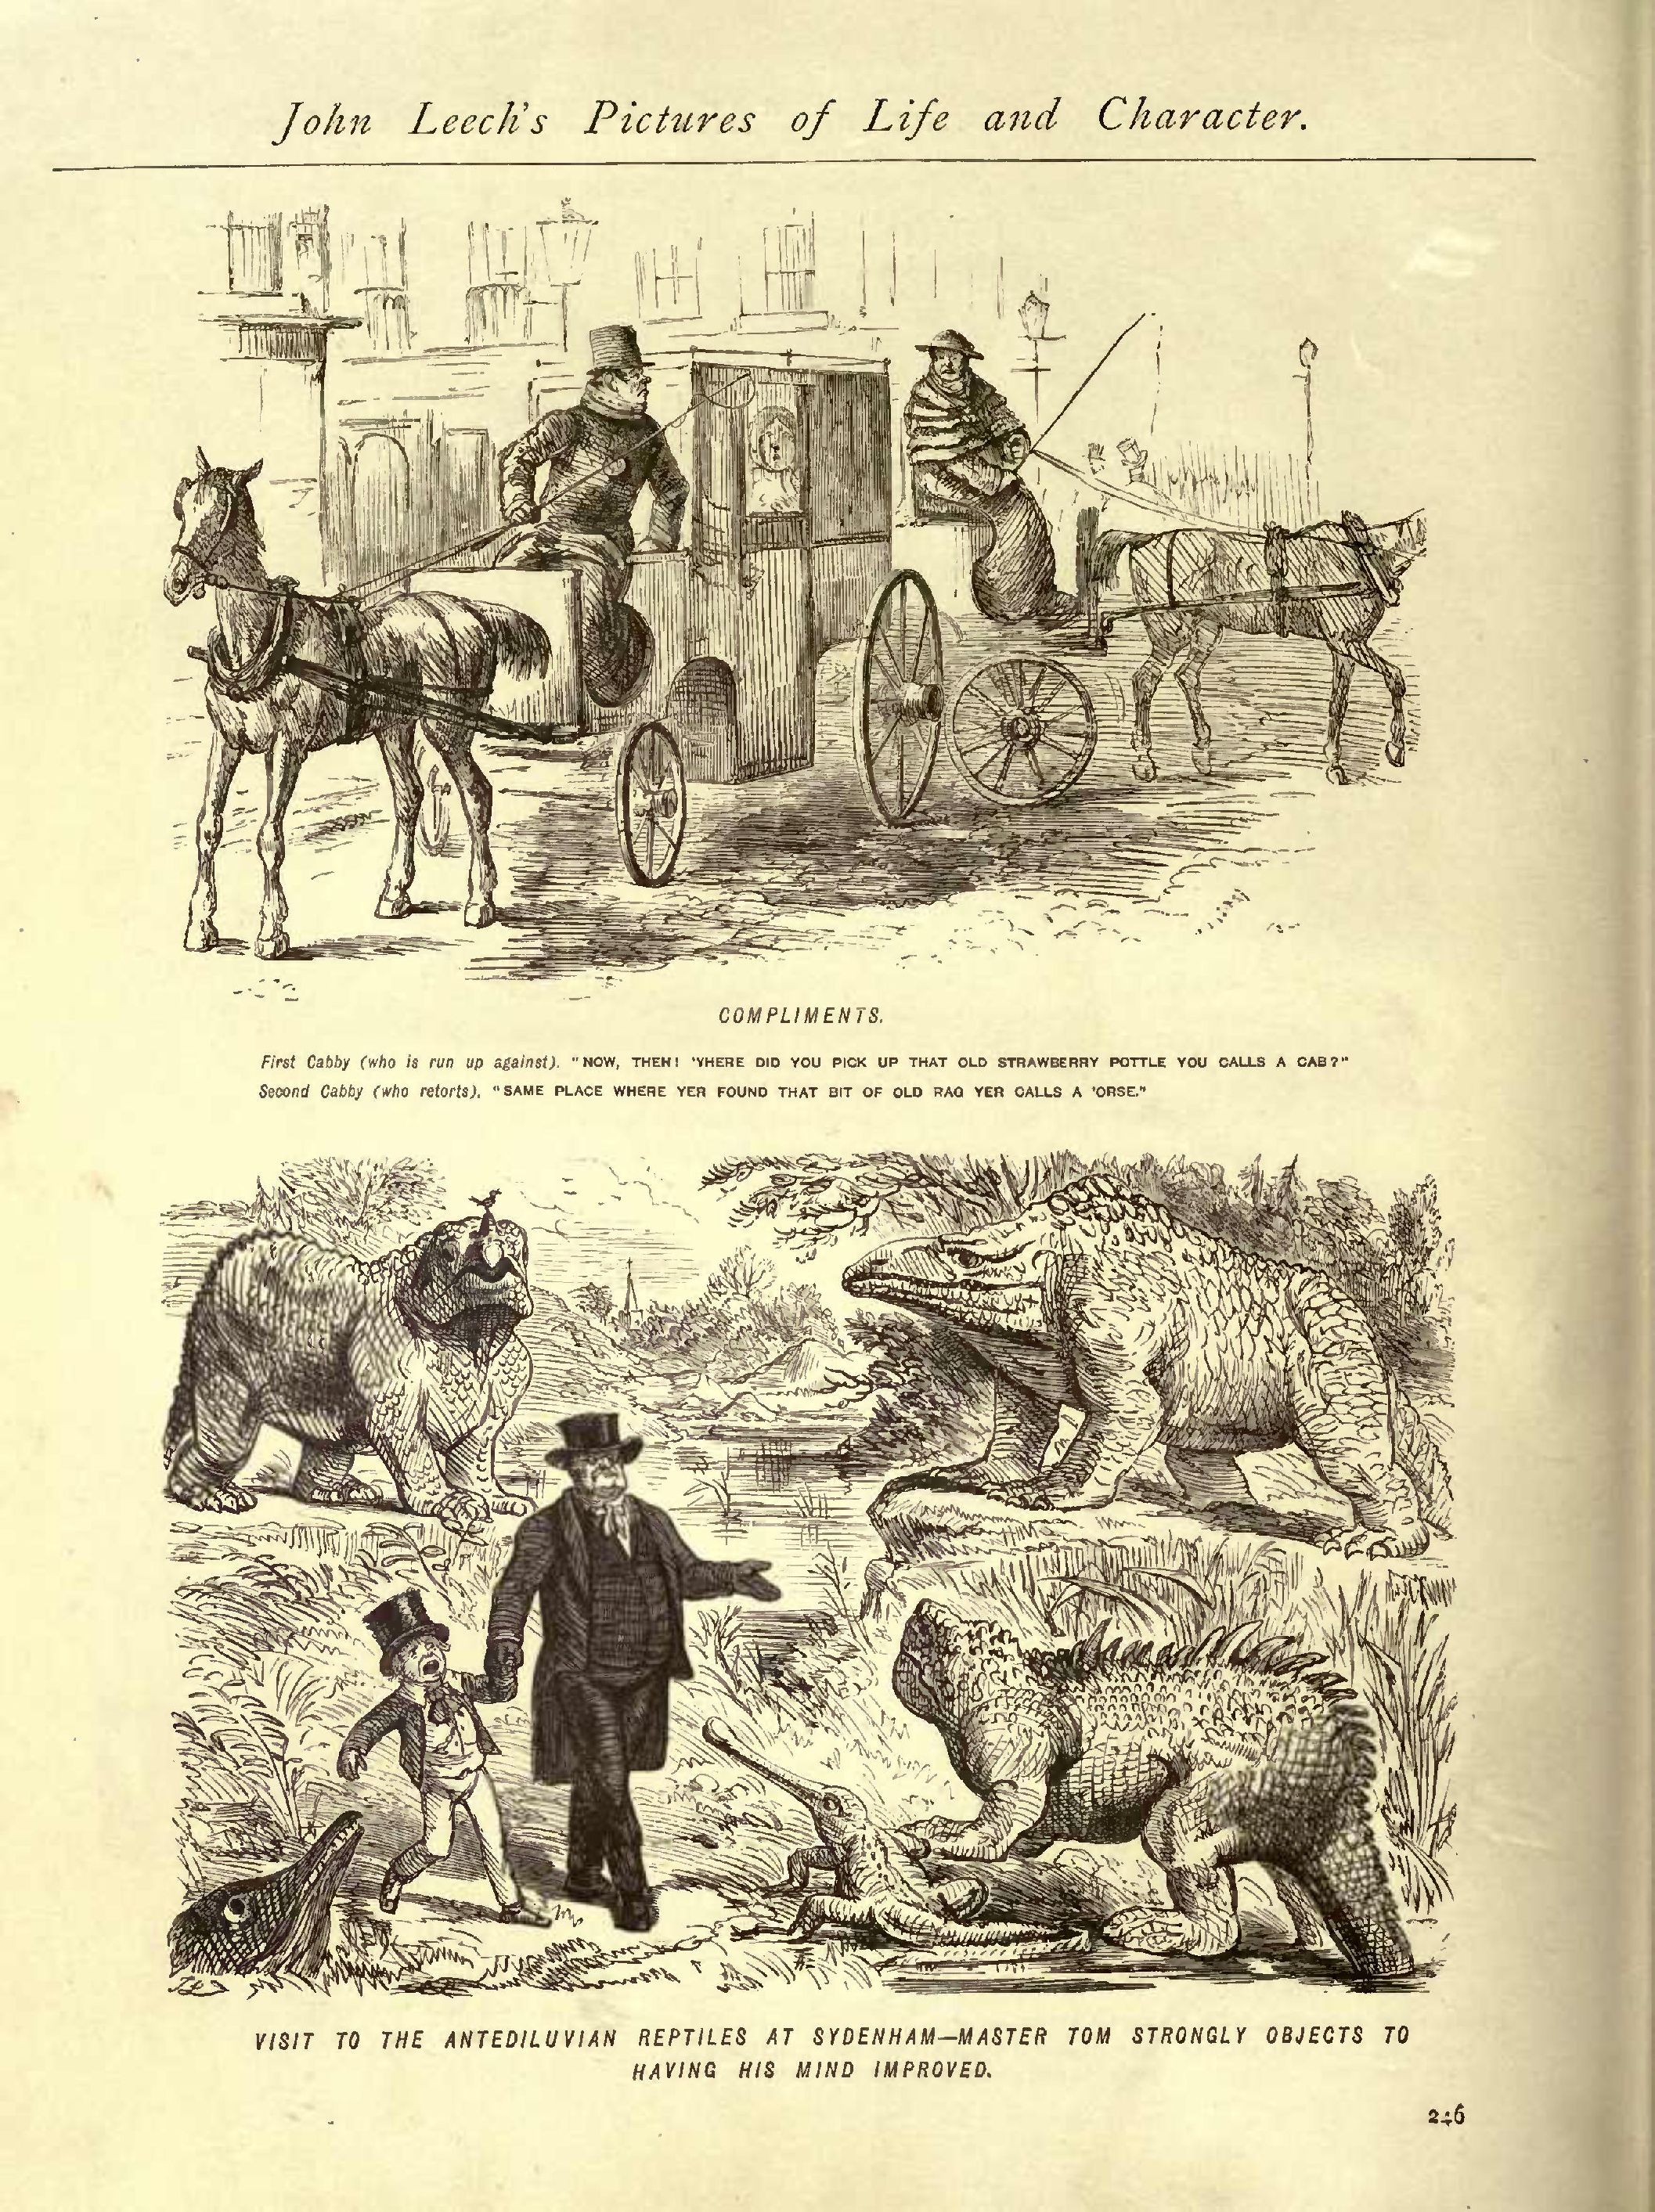 John Leech's Pictures of Life and Character.
COMPLIMENTS.
First Cabby (who is run up against). "NOW, THEN! 'YHERE DID YOU PICK UP THAT OLD STRAWBERRY POTTLE YOU CALLS A CAB?"
Second Cabby (who retorts). "SAME PLACE WHERE YER FOUND THAT BIT OF OLD RAG YER CALLS A 'ORSE."
VISIT TO THE ANTEDILUVIAN REPTILES AT SYDENHAM—MASTER TOM STRONGLY OBJECTS TO
HAVING HIS MIND IMPROVED.
246